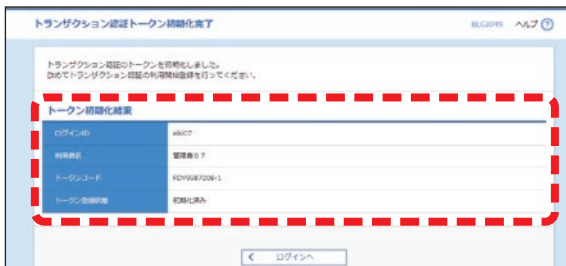 トランザクション認証トークン初期化完了
BLGI049 ヘルプ ?
トランザクション認証のトークンを初期化しました。
改めてトランザクション認証の利用開始登録を行ってください。
トークン初期化結果
ログインID
利用者名 管理者07
トークンコード
トークン登録状態 初期化済み
ログインへ